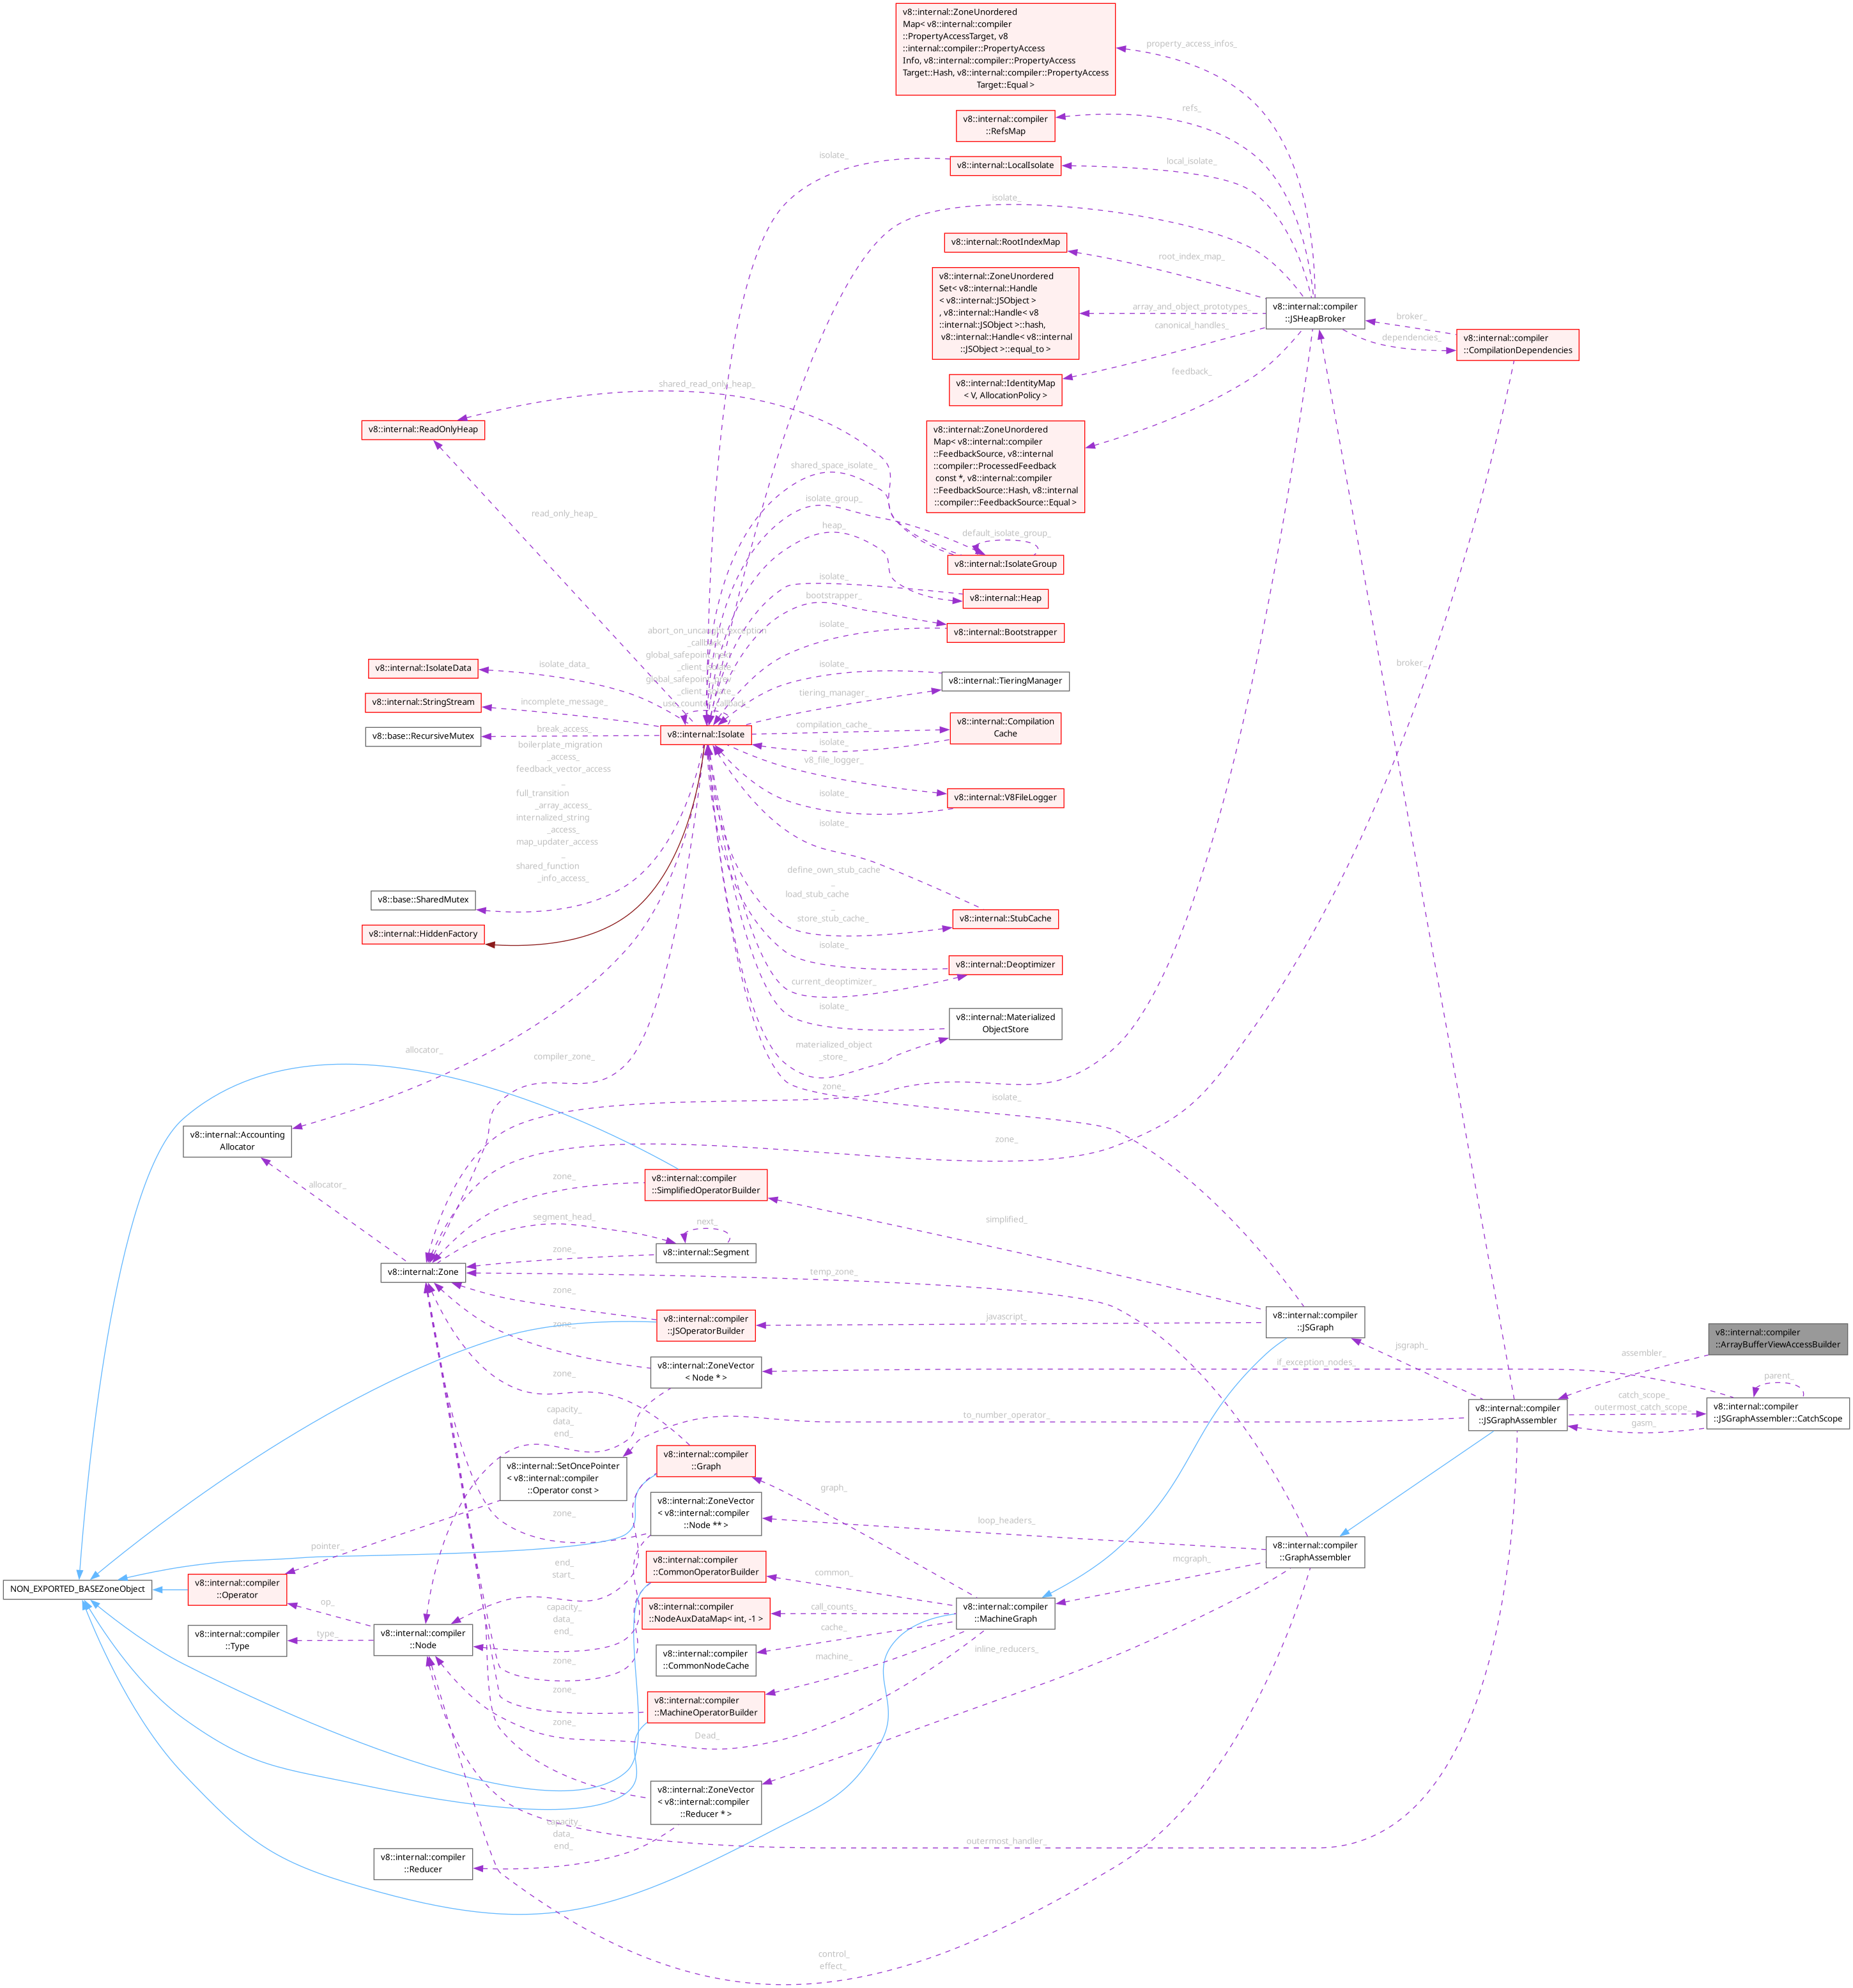 v8::internal::ZoneUnordered
Map< v8::internal::compiler
::PropertyAccessTarget, v8
::internal::compiler::PropertyAccess
Info, v8::internal::compiler::PropertyAccess
Target::Hash, v8::internal::compiler::PropertyAccess
Target::Equal >
property_access_infos_
v8::internal::compiler
::RefsMap
refs_
v8::internal::LocalIsolate
local_isolate_
isolate_
isolate_
v8::internal::RootIndexMap
root_index_map_
v8::internal::ZoneUnordered
Set< v8::internal::Handle
< v8::internal::JSObject >
, v8::internal::Handle< v8
::internal::JSObject >::hash,
v8::internal::Handle< v8::internal
::JSObject >::equal_to >
array_and_object_prototypes_
v8::internal::compiler
::JSHeapBroker
broker_
dependencies_
v8::internal::compiler
::CompilationDependencies
canonical_handles_
v8::internal::IdentityMap
< V, AllocationPolicy >
feedback_
v8::internal::ZoneUnordered
Map< v8::internal::compiler
::FeedbackSource, v8::internal
::compiler::ProcessedFeedback
const *, v8::internal::compiler
::FeedbackSource::Hash, v8::internal
::compiler::FeedbackSource::Equal >
shared_read_only_heap_
v8::internal::ReadOnlyHeap
read_only_heap_
shared_space_isolate_
isolate_group_
default_isolate_group_
v8::internal::IsolateGroup
heap_
isolate_
v8::internal::Heap
bootstrapper_
isolate_
v8::internal::Bootstrapper
abort_on_uncaught_exception
_callback_
global_safepoint_next
_client_isolate_
global_safepoint_prev
_client_isolate_
use_counter_callback_
isolate_
v8::internal::TieringManager
tiering_manager_
broker_
v8::internal::IsolateData
isolate_data_
v8::internal::StringStream
incomplete_message_
v8::base::RecursiveMutex
break_access_
v8::internal::Isolate
compilation_cache_
isolate_
v8::internal::Compilation
Cache
v8_file_logger_
isolate_
v8::internal::V8FileLogger
boilerplate_migration
_access_
feedback_vector_access
_
full_transition
_array_access_
internalized_string
_access_
map_updater_access
_
shared_function
_info_access_
v8::base::SharedMutex
v8::internal::HiddenFactory
isolate_
define_own_stub_cache
_
load_stub_cache
_
store_stub_cache_
v8::internal::StubCache
isolate_
v8::internal::Deoptimizer
current_deoptimizer_
isolate_
v8::internal::Materialized
ObjectStore
materialized_object
_store_
allocator_
compiler_zone_
zone_
isolate_
zone_
v8::internal::Accounting
Allocator
allocator_
v8::internal::compiler
::SimplifiedOperatorBuilder
zone_
simplified_
segment_head_
next_
v8::internal::Segment
zone_
v8::internal::Zone
temp_zone_
zone_
v8::internal::compiler
::JSOperatorBuilder
javascript_
v8::internal::compiler
::JSGraph
v8::internal::compiler
::ArrayBufferViewAccessBuilder
assembler_
jsgraph_
zone_
v8::internal::ZoneVector
< Node * >
if_exception_nodes_
parent_
v8::internal::compiler
::JSGraphAssembler
catch_scope_
outermost_catch_scope_
gasm_
v8::internal::compiler
::JSGraphAssembler::CatchScope
zone_
capacity_
data_
end_
to_number_operator_
v8::internal::SetOncePointer
< v8::internal::compiler
::Operator const >
v8::internal::compiler
::Graph
graph_
zone_
v8::internal::ZoneVector
< v8::internal::compiler
::Node ** >
loop_headers_
v8::internal::compiler
::GraphAssembler
pointer_
NON_EXPORTED_BASEZoneObject
v8::internal::compiler
::Operator
op_
end_
start_
v8::internal::compiler
::CommonOperatorBuilder
common_
mcgraph_
v8::internal::compiler
::Type
type_
v8::internal::compiler
::Node
capacity_
data_
end_
v8::internal::compiler
::NodeAuxDataMap< int, -1 >
call_counts_
v8::internal::compiler
::MachineGraph
zone_
v8::internal::compiler
::CommonNodeCache
cache_
machine_
inline_reducers_
zone_
v8::internal::compiler
::MachineOperatorBuilder
zone_
Dead_
v8::internal::ZoneVector
< v8::internal::compiler
::Reducer * >
capacity_
data_
end_
v8::internal::compiler
::Reducer
outermost_handler_
control_
effect_